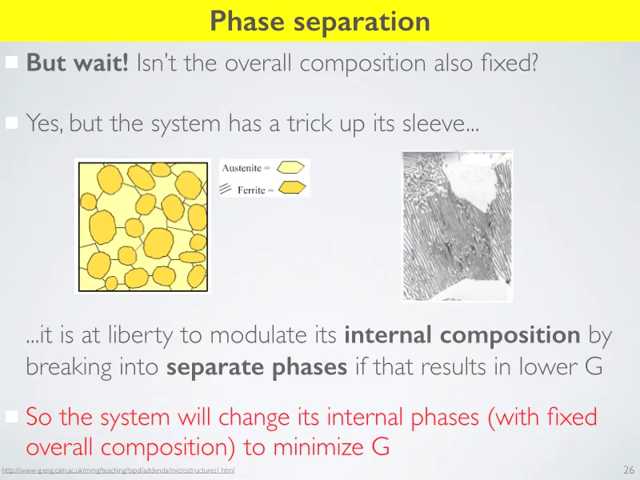 Phase separation
But wait! Isn't the overall composition also fixed?
Yes, but the system has a trick up its sleeve...
Austenite =
Ferrite =
...it is at liberty to modulate its internal composition by
breaking into separate phases if that results in lower G
So the system will change its internal phases (with fixed
overall composition) to minimize G
http://www-g.eng.cam.ac.uk/mmg/teaching/typd/addenda/microstructures1.html
26